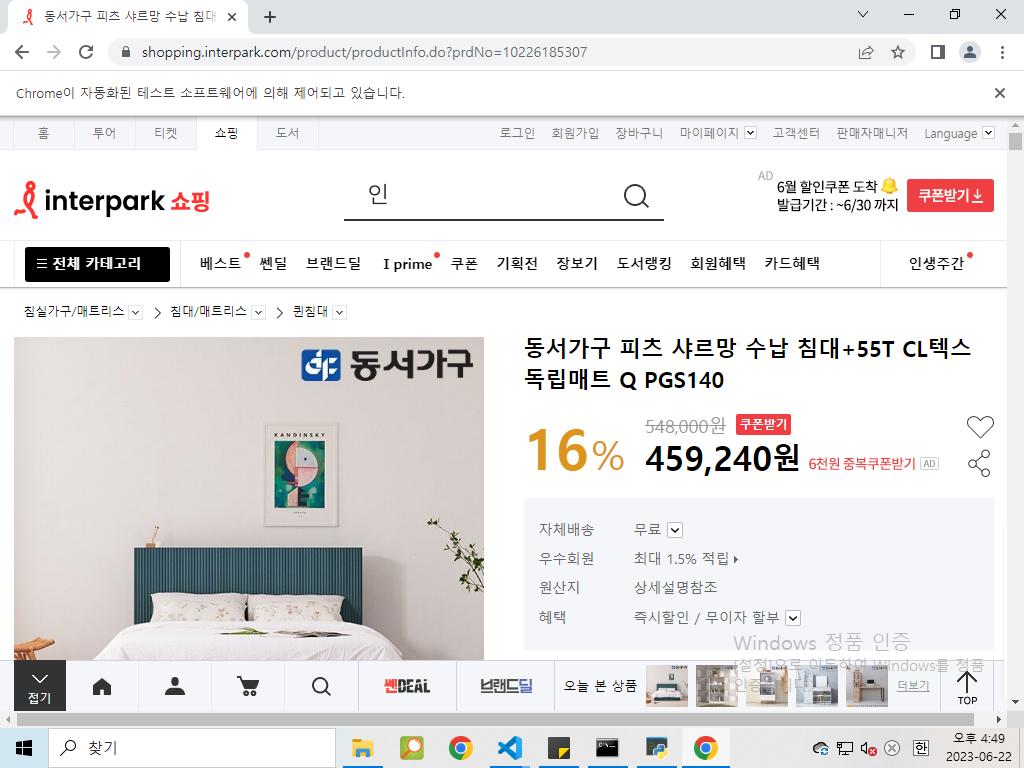 동서가구 피츠 샤르망 수납 침대
shopping.interpark.com/product/productInfo.do?prdNo=10226185307
Chrome이 자동화된 테스트 소프트웨어에 의해 제어되고 있습니다.
홈 투어 티켓 쇼핑 도서 로그인 회원가입 장바구니 마이페이지 고객센터 판매자매니저 Language
interpark 쇼핑
인
AD
6월 할인쿠폰 도착
발급기간 : ~6/30 까지
쿠폰받기
전체 카테고리 베스트 쎈딜 브랜드딜 I prime 쿠폰 기획전 장보기 도서랭킹 회원혜택 카드혜택 인생주간
침실가구/매트리스 침대/매트리스 퀸침대
동서가구
KANDINSKY
동서가구 피츠 샤르망 수납 침대+55T CL텍스
독립매트 Q PGS140
16%
548,000원 쿠폰받기
459,240원 6천원 중복쿠폰받기 AD
자체배송 무료
우수회원 최대 1.5% 적립
원산지 상세설명참조
혜택 즉시할인 / 무이자 할부
Windows 정품 인증
[설정]으로 이동하여 Windows를 정품
인증합니다.
접기
쎈DEAL
브랜드딜
오늘 본 상품
더보기
TOP
찾기
한
오후 4:49
2023-06-22